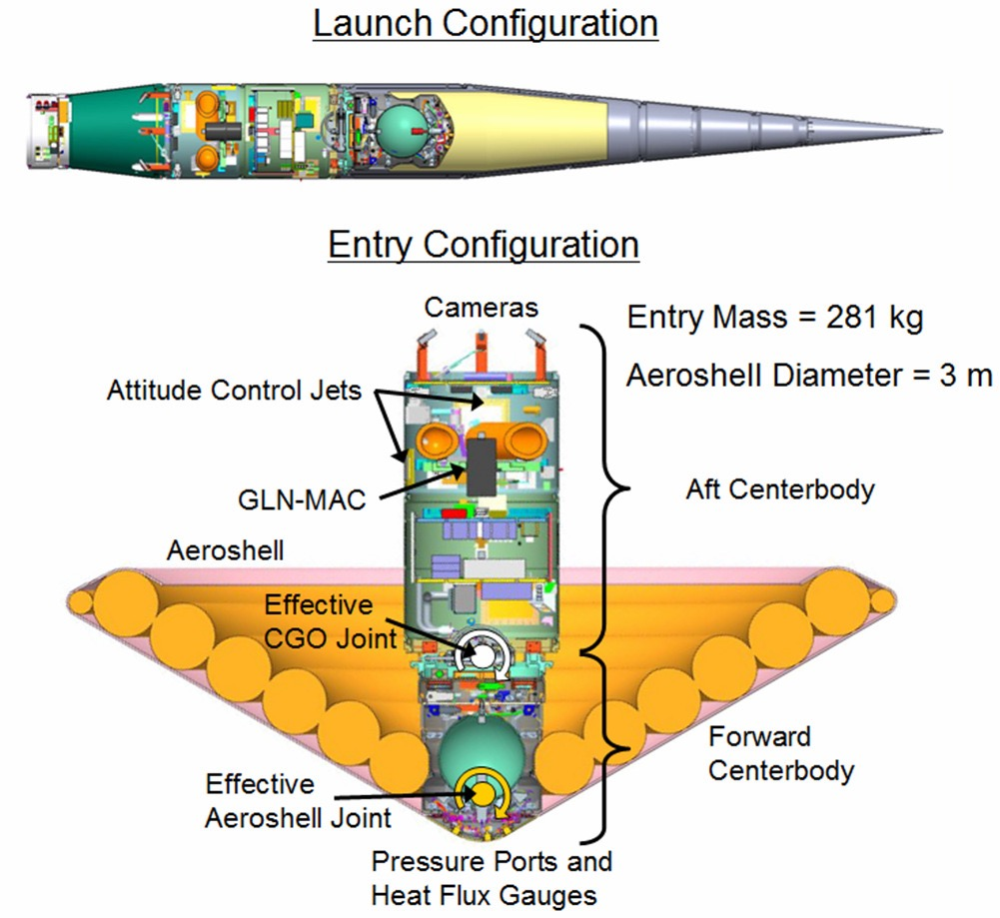 Launch Configuration
Entry Configuration
Cameras
Entry Mass = 281 kg
Aeroshell Diameter = 3 m
Attitude Control Jets
GLN-MAC
Aft Centerbody
Aeroshell
Effective
CGO Joint
Forward
Centerbody
Effective
Aeroshell Joint
Pressure Ports and
Heat Flux Gauges